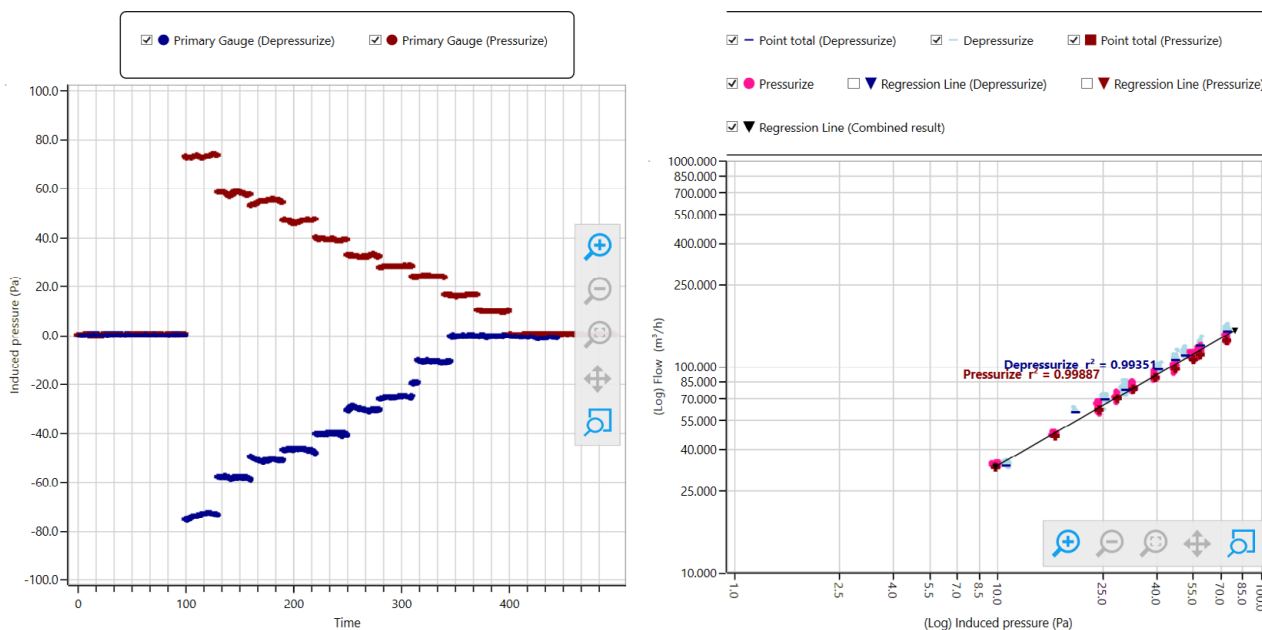 Primary Gauge (Depressurize) Primary Gauge (Pressurize)
100.0
80.0
60.0
40.0
20.0
0.0
-20.0
-40.0
-60.0
-80.0
-100.0
Induced pressure (Pa)
0 100 200 300 400
Time
Point total (Depressurize) Depressurize Point total (Pressurize)
Pressurize Regression Line (Depressurize) Regression Line (Pressurize)
Regression Line (Combined result)
1000.000
850.000
700.000
550.000
400.000
250.000
100.000
85.000
70.000
55.000
40.000
25.000
10.000
(Log) Flow (m³/h)
Depressurize r² = 0.99351
Pressurize r² = 0.99887
1.0 2.5 4.0 5.5 7.0 8.5 10.0 25.0 40.0 55.0 70.0 85.0 100.0
(Log) Induced pressure (Pa)